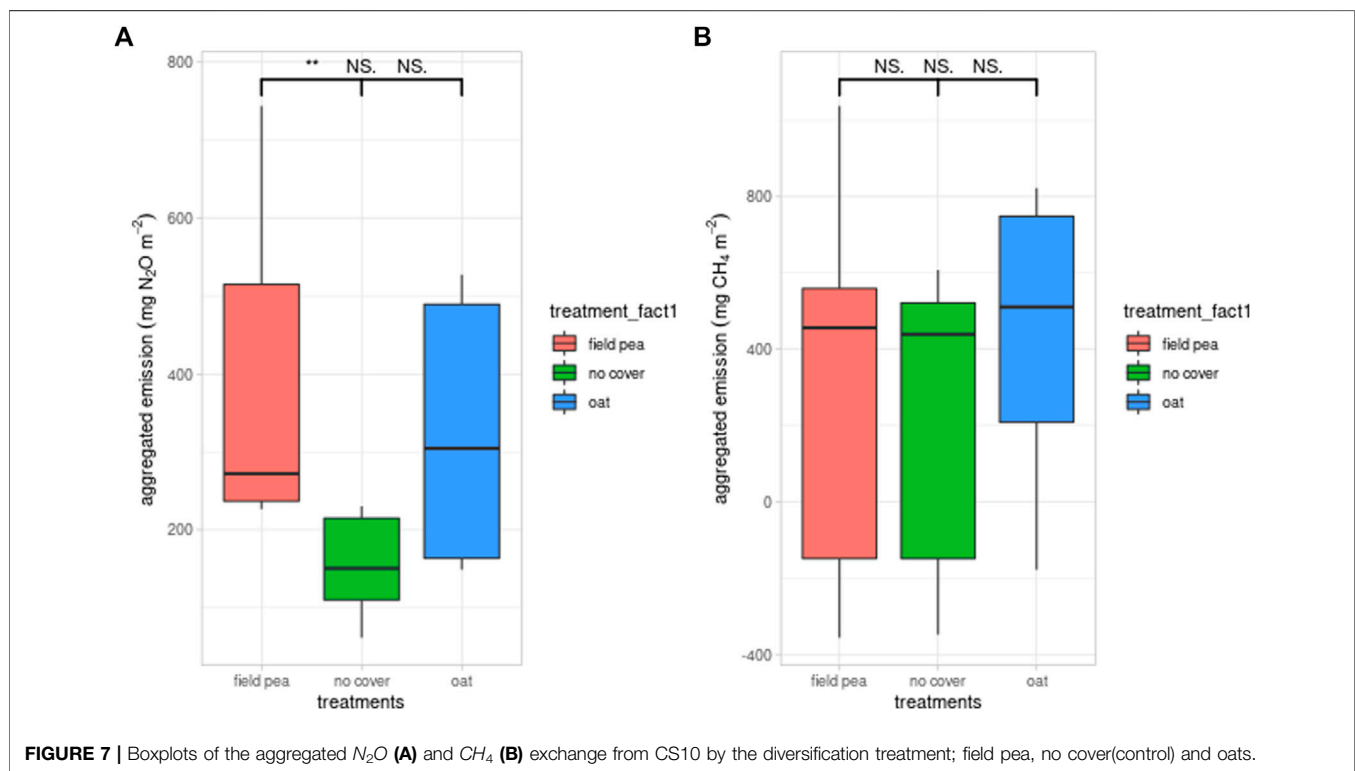 A
** NS. NS.
800
600
400
200
aggregated emission (mg N₂O m⁻²)
field pea no cover oat
treatments
treatment_fact1
field pea
no cover
oat
B
NS. NS. NS.
800
400
0
-400
aggregated emission (mg CH₄ m⁻²)
field pea no cover oat
treatments
treatment_fact1
field pea
no cover
oat
FIGURE 7 | Boxplots of the aggregated N₂O (A) and CH₄ (B) exchange from CS10 by the diversification treatment; field pea, no cover(control) and oats.